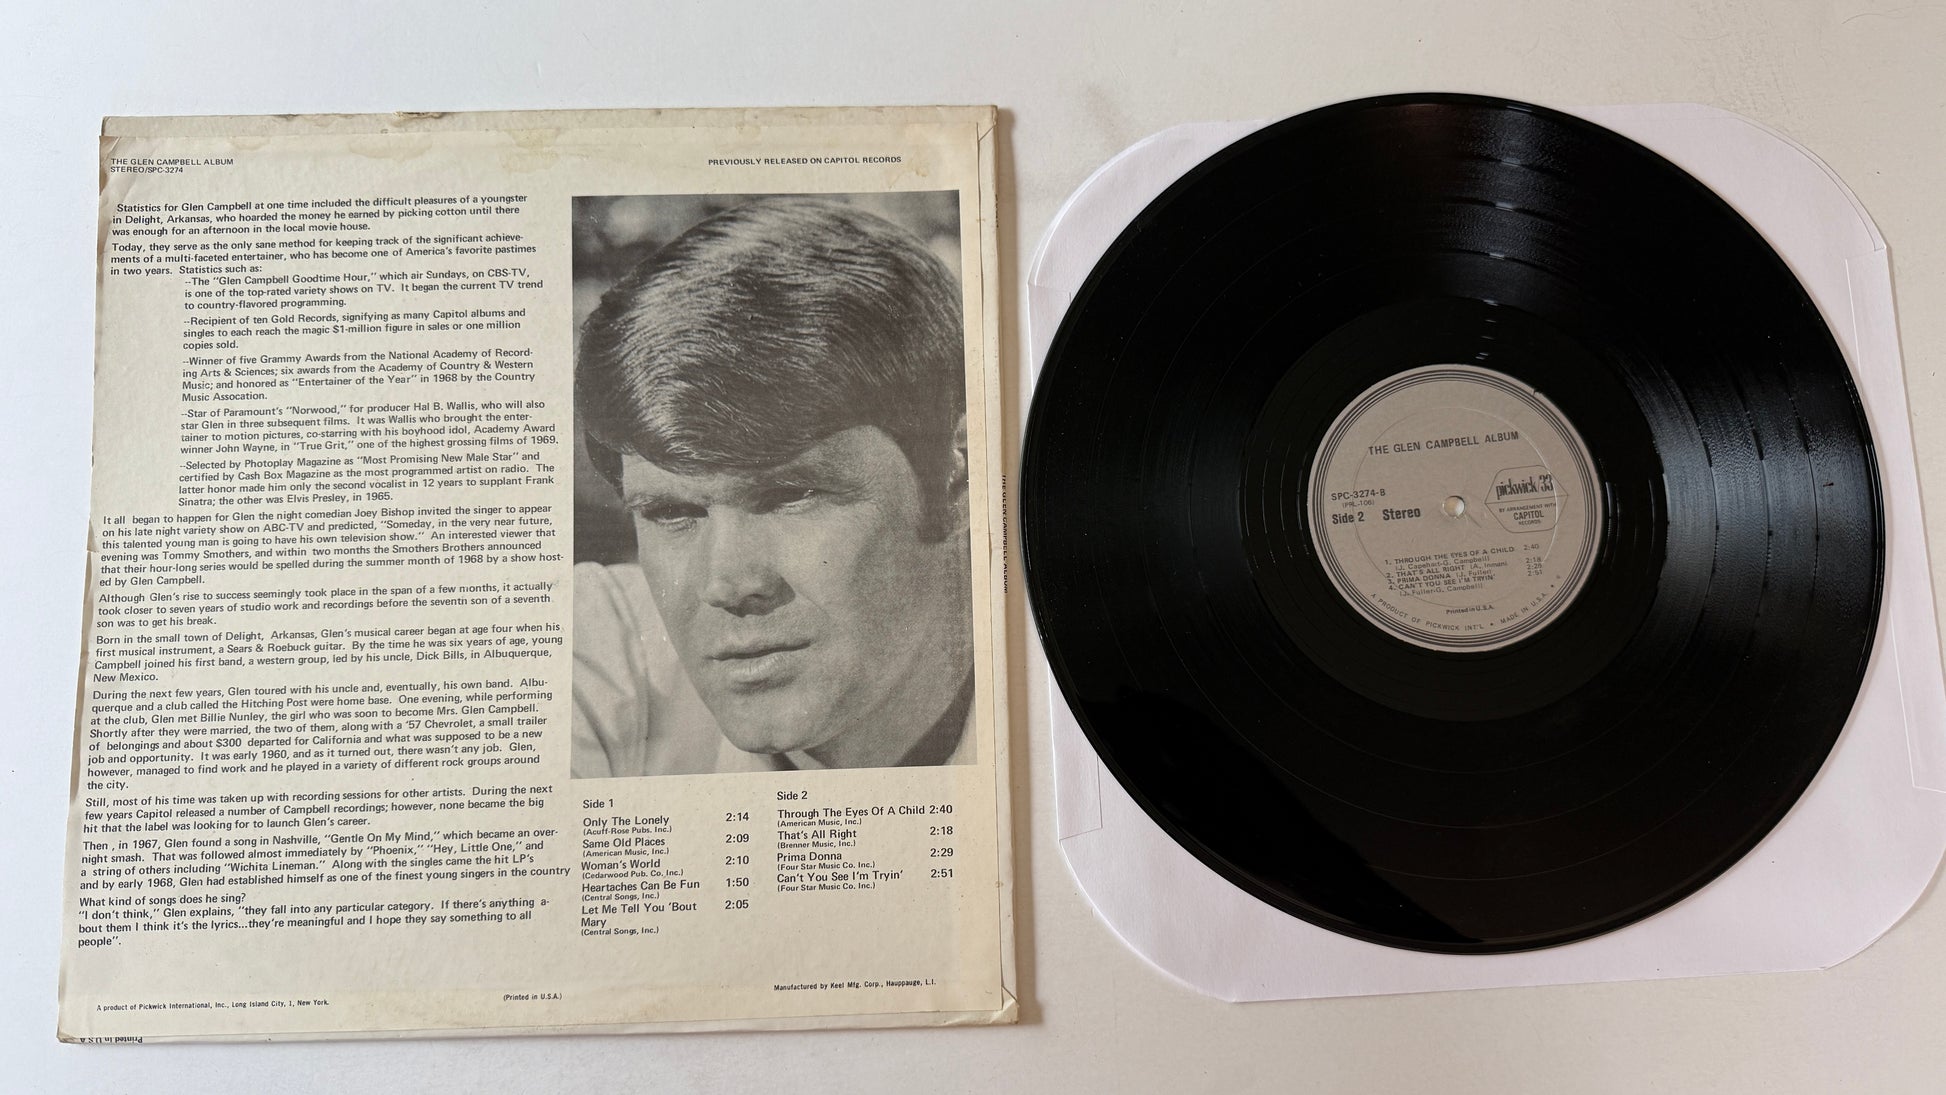 THE GLEN CAMPBELL ALBUM
STEREO/SPC-3274
PREVIOUSLY RELEASED ON CAPITOL RECORDS
Statistics for Glen Campbell at one time included the difficult pleasures of a youngster
in Delight, Arkansas, who hoarded the money he earned by picking cotton until there
was enough for an afternoon in the local movie house.
Today, they serve as the only sane method for keeping track of the significant achieve-
ments of a multi-faceted entertainer, who has become one of America's favorite pastimes
in two years. Statistics such as:
--The "Glen Campbell Goodtime Hour," which air Sundays, on CBS-TV,
is one of the top-rated variety shows on TV. It began the current TV trend
to country-flavored programming.
--Recipient of ten Gold Records, signifying as many Capitol albums and
singles to each reach the magic $1-million figure in sales or one million
copies sold.
--Winner of five Grammy Awards from the National Academy of Record-
ing Arts & Sciences; six awards from the Academy of Country & Western
Music; and honored as "Entertainer of the Year" in 1968 by the Country
Music Assocation.
--Star of Paramount's "Norwood," for producer Hal B. Wallis, who will also
star Glen in three subsequent films. It was Wallis who brought the enter-
tainer to motion pictures, co-starring with his boyhood idol, Academy Award
winner John Wayne, in "True Grit," one of the highest grossing films of 1969.
--Selected by Photoplay Magazine as "Most Promising New Male Star" and
certified by Cash Box Magazine as the most programmed artist on radio. The
latter honor made him only the second vocalist in 12 years to supplant Frank
Sinatra; the other was Elvis Presley, in 1965.
It all began to happen for Glen the night comedian Joey Bishop invited the singer to appear
on his late night variety show on ABC-TV and predicted, "Someday, in the very near future,
this talented young man is going to have his own television show." An interested viewer that
evening was Tommy Smothers, and within two months the Smothers Brothers announced
that their hour-long series would be spelled during the summer month of 1968 by a show host-
ed by Glen Campbell.
Although Glen's rise to success seemingly took place in the span of a few months, it actually
took closer to seven years of studio work and recordings before the seventh son of a seventh
son was to get his break.
Born in the small town of Delight, Arkansas, Glen's musical career began at age four when his
first musical instrument, a Sears & Roebuck guitar. By the time he was six years of age, young
Campbell joined his first band, a western group, led by his uncle, Dick Bills, in Albuquerque,
New Mexico.
During the next few years, Glen toured with his uncle and, eventually, his own band. Albu-
querque and a club called the Hitching Post were home base. One evening, while performing
at the club, Glen met Billie Nunley, the girl who was soon to become Mrs. Glen Campbell.
Shortly after they were married, the two of them, along with a '57 Chevrolet, a small trailer
of belongings and about $300 departed for California and what was supposed to be a new
job and opportunity. It was early 1960, and as it turned out, there wasn't any job. Glen,
however, managed to find work and he played in a variety of different rock groups around
the city.
Still, most of his time was taken up with recording sessions for other artists. During the next
few years Capitol released a number of Campbell recordings; however, none became the big
hit that the label was looking for to launch Glen's career.
Then , in 1967, Glen found a song in Nashville, "Gentle On My Mind," which became an over-
night smash. That was followed almost immediately by "Phoenix," "Hey, Little One," and
a string of others including "Wichita Lineman." Along with the singles came the hit LP's
and by early 1968, Glen had established himself as one of the finest young singers in the country
What kind of songs does he sing?
"I don't think," Glen explains, "they fall into any particular category. If there's anything a-
bout them I think it's the lyrics...they're meaningful and I hope they say something to all
people".
Side 1
Only The Lonely 2:14
(Acuff-Rose Pubs. Inc.)
Same Old Places 2:09
(American Music, Inc.)
Woman's World 2:10
(Cedarwood Pub. Co. Inc.)
Heartaches Can Be Fun 1:50
(Central Songs, Inc.)
Let Me Tell You 'Bout 2:05
Mary
(Central Songs, Inc.)
Side 2
Through The Eyes Of A Child 2:40
(American Music, Inc.)
That's All Right 2:18
(Brenner Music, Inc.)
Prima Donna 2:29
(Four Star Music Co. Inc.)
Can't You See I'm Tryin' 2:51
(Four Star Music Co. Inc.)
A product of Pickwick International, Inc., Long Island City, 1, New York.
(Printed in U.S.A.)
Manufactured by Keel Mfg. Corp., Hauppauge, L.I.
Printed in U S A
THE GLEN CAMPBELL ALBUM
THE GLEN CAMPBELL ALBUM
SPC-3274-B
(PRL-106)
Side 2 Stereo
pickwick 33
BY ARRANGEMENT WITH
CAPITOL
RECORDS
1. THROUGH THE EYES OF A CHILD 2:40
(J. Capehart-G. Campbell)
2. THAT'S ALL RIGHT (A. Inman) 2:18
3. PRIMA DONNA (J. Fuller) 2:28
4. CAN'T YOU SEE I'M TRYIN' 2:51
(J. Fuller-G. Campbell)
Printed in U.S.A.
A PRODUCT OF PICKWICK INT'L • MADE IN U.S.A. •